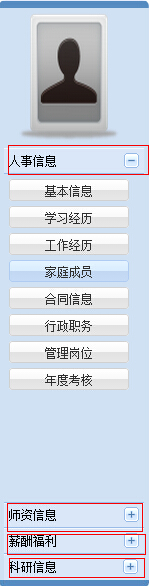 人事信息
基本信息
学习经历
工作经历
家庭成员
合同信息
行政职务
管理岗位
年度考核
师资信息
薪酬福利
科研信息